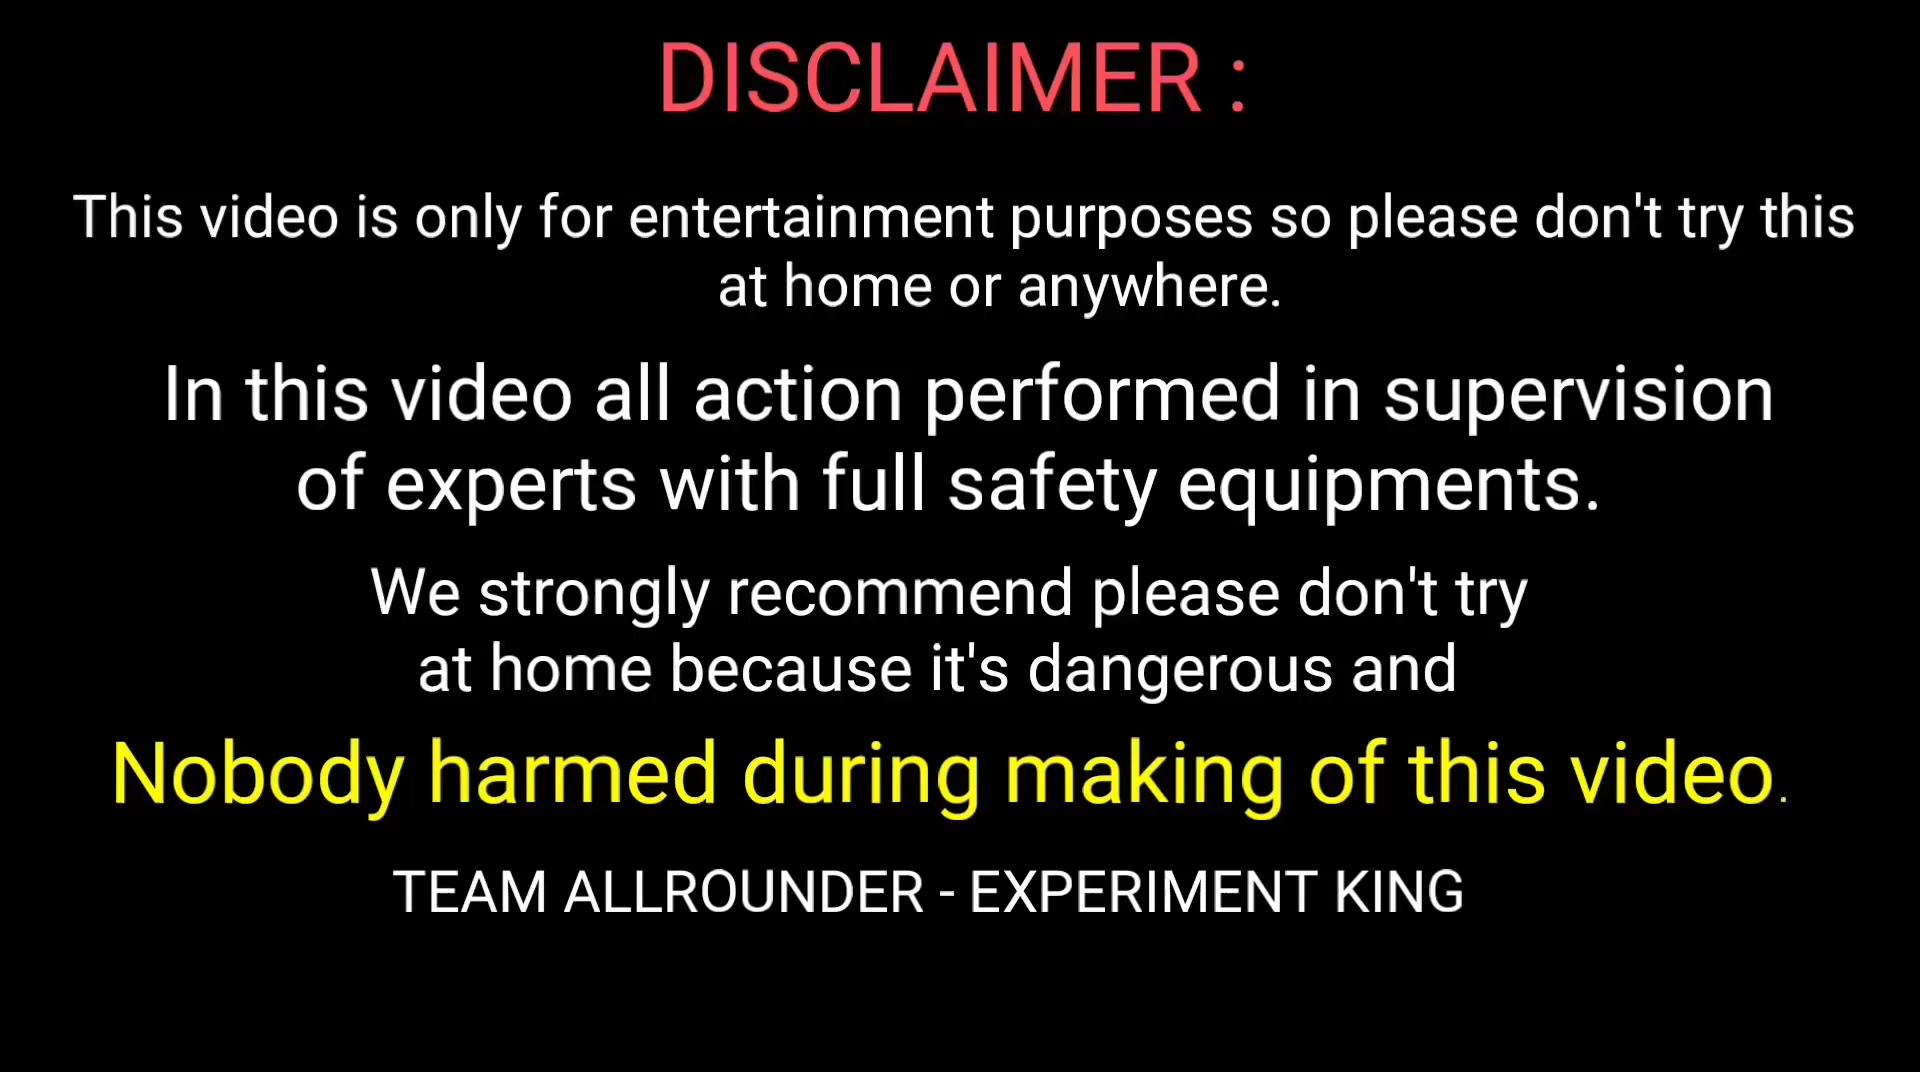 DISCLAIMER :
This video is only for entertainment purposes so please don't try this
at home or anywhere.
In this video all action performed in supervision
of experts with full safety equipments.
We strongly recommend please don't try
at home because it's dangerous and
Nobody harmed during making of this video.
TEAM ALLROUNDER - EXPERIMENT KING